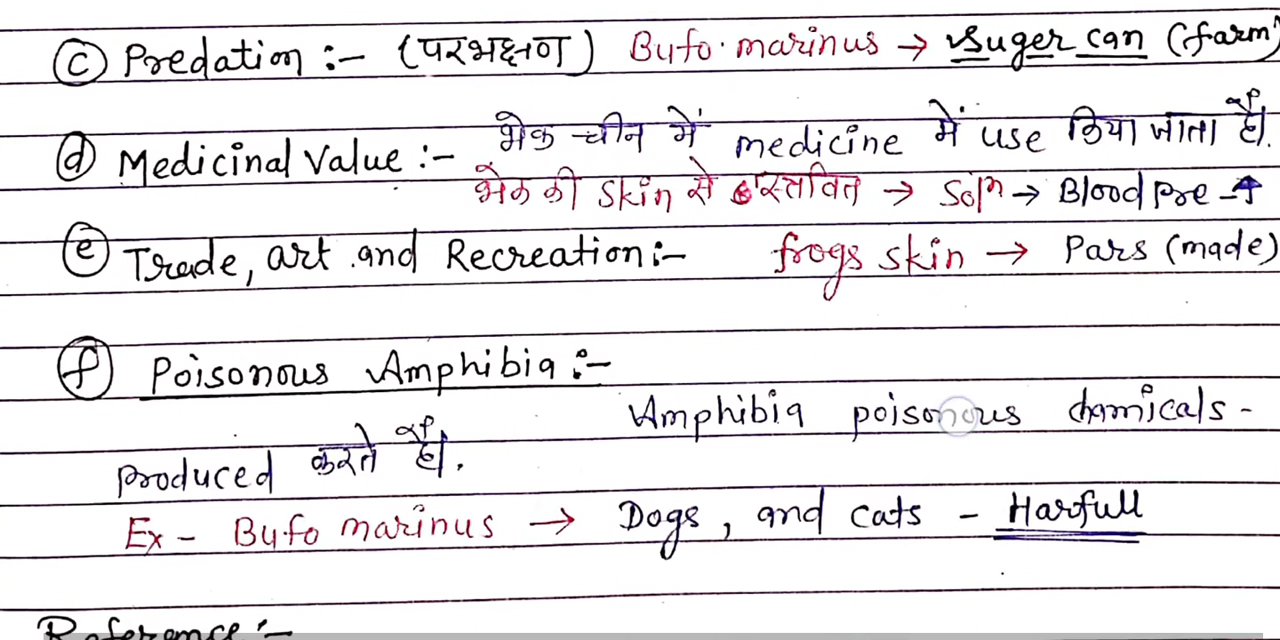 (c) Predation :- (परभक्षण) Bufo marinus → Suger can (farm)
(d) Medicinal Value :- भेक चीन में medicine में use किया जाता है।
भेक की skin से स्तवित → Solⁿ → Blood Pre - ↑
(e) Trade, art and Recreation :- frogs skin → Pars (made)
(f) Poisonous Amphibia :-
Amphibia poisonous chamicals -
produced करते है।
Ex - Bufo marinus → Dogs, and cats - Harfull
Reference :-